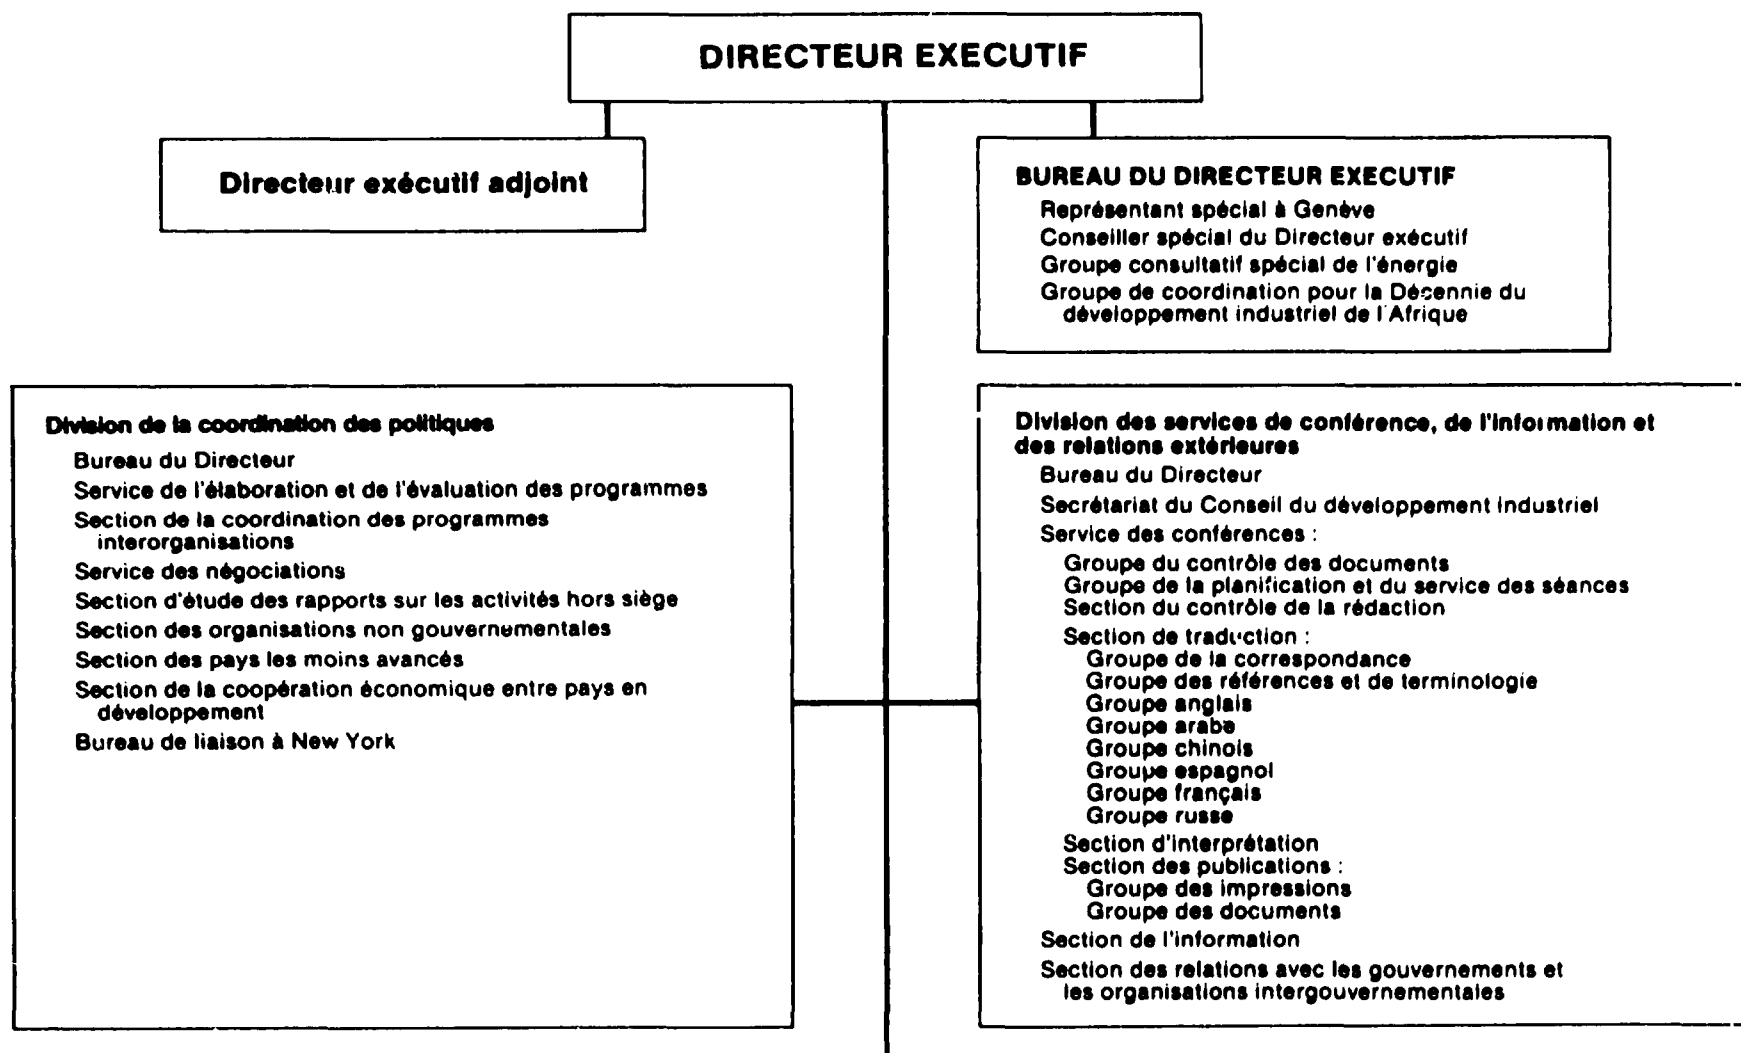 DIRECTEUR EXECUTIF
Directeur exécutif adjoint
BUREAU DU DIRECTEUR EXECUTIF
Représentant spécial à Genève
Conseiller spécial du Directeur exécutif
Groupe consultatif spécial de l'énergie
Groupe de coordination pour la Décennie du
développement industriel de l'Afrique
Division de la coordination des politiques
Bureau du Directeur
Service de l'élaboration et de l'évaluation des programmes
Section de la coordination des programmes
interorganisations
Service des négociations
Section d'étude des rapports sur les activités hors siège
Section des organisations non gouvernementales
Section des pays les moins avancés
Section de la coopération économique entre pays en
développement
Bureau de liaison à New York
Division des services de conférence, de l'information et
des relations extérieures
Bureau du Directeur
Secrétariat du Conseil du développement industriel
Service des conférences :
Groupe du contrôle des documents
Groupe de la planification et du service des séances
Section du contrôle de la rédaction
Section de traduction :
Groupe de la correspondance
Groupe des références et de terminologie
Groupe anglais
Groupe arabe
Groupe chinois
Groupe espagnol
Groupe français
Groupe russe
Section d'interprétation
Section des publications :
Groupe des impressions
Groupe des documents
Section de l'information
Section des relations avec les gouvernements et
les organisations intergouvernementales